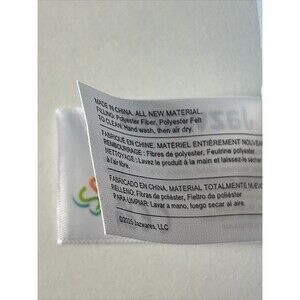 MADE IN CHINA. ALL NEW MATERIAL.
FILLING: Polyester Fiber, Polyester Felt
TO CLEAN: Hand wash, then air dry.
FABRIQUÉ EN CHINE. MATÉRIEL ENTIÈREMENT NOUVEAU
REMBOURRAGE: Fibres de polyester, Feutrine polyester
NETTOYAGE: Lavez le produit à la main et laissez-le sécher
à l'air libre.
FABRICADO EN CHINA. MATERIAL TOTALMENTE NUEVO
RELLENO: Fibras de poliéster, Fieltro de poliéster
PARA LIMPIAR: Lavar a mano, luego secar al aire.
©2025 Jazwares, LLC